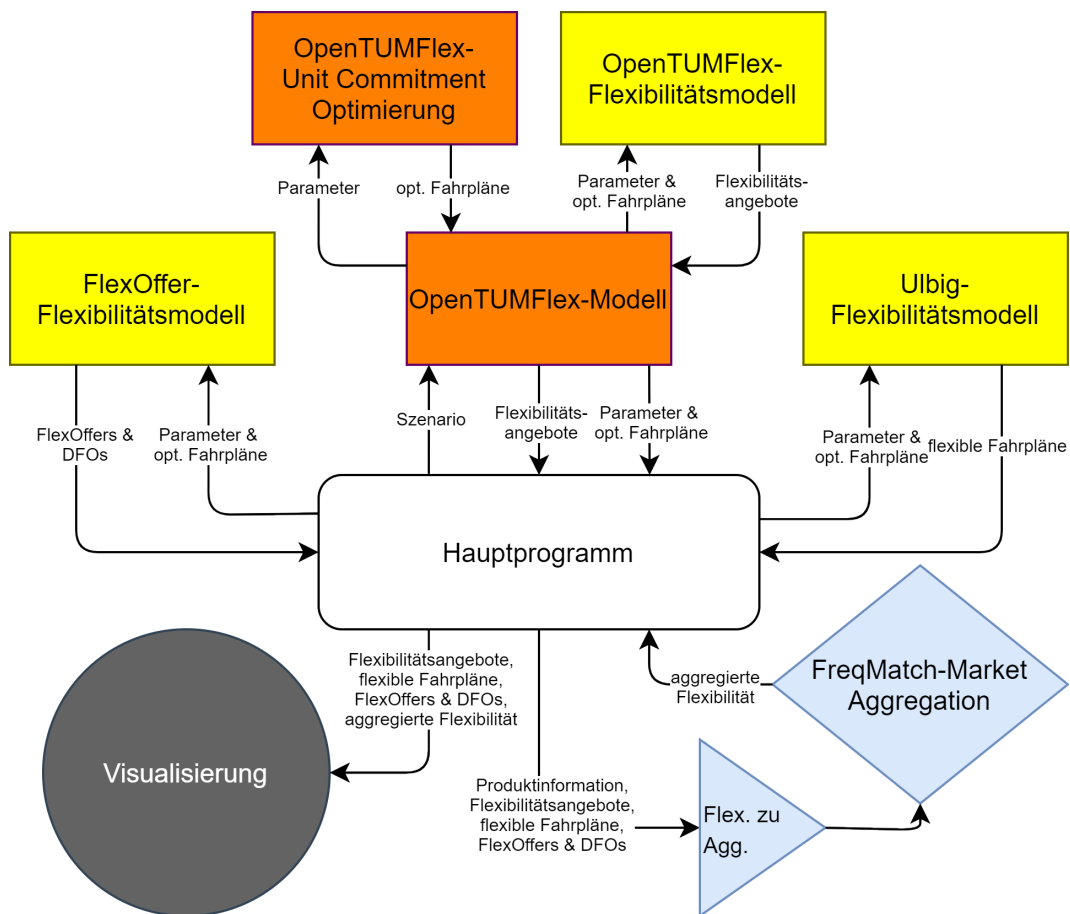 OpenTUMFlex-
Unit Commitment
Optimierung
OpenTUMFlex-
Flexibilitätsmodell
Parameter
opt. Fahrpläne
Parameter &
opt. Fahrpläne
Flexibilitäts-
angebote
FlexOffer-
Flexibilitätsmodell
OpenTUMFlex-Modell
Ulbig-
Flexibilitätsmodell
FlexOffers &
DFOs
Parameter &
opt. Fahrpläne
Szenario
Flexibilitäts-
angebote
Parameter &
opt. Fahrpläne
Parameter &
opt. Fahrpläne
flexible Fahrpläne
Hauptprogramm
Flexibilitätsangebote,
flexible Fahrpläne,
FlexOffers & DFOs,
aggregierte Flexibilität
aggregierte
Flexibilität
FreqMatch-Market
Aggregation
Visualisierung
Produktinformation,
Flexibilitätsangebote,
flexible Fahrpläne,
FlexOffers & DFOs
Flex. zu
Agg.